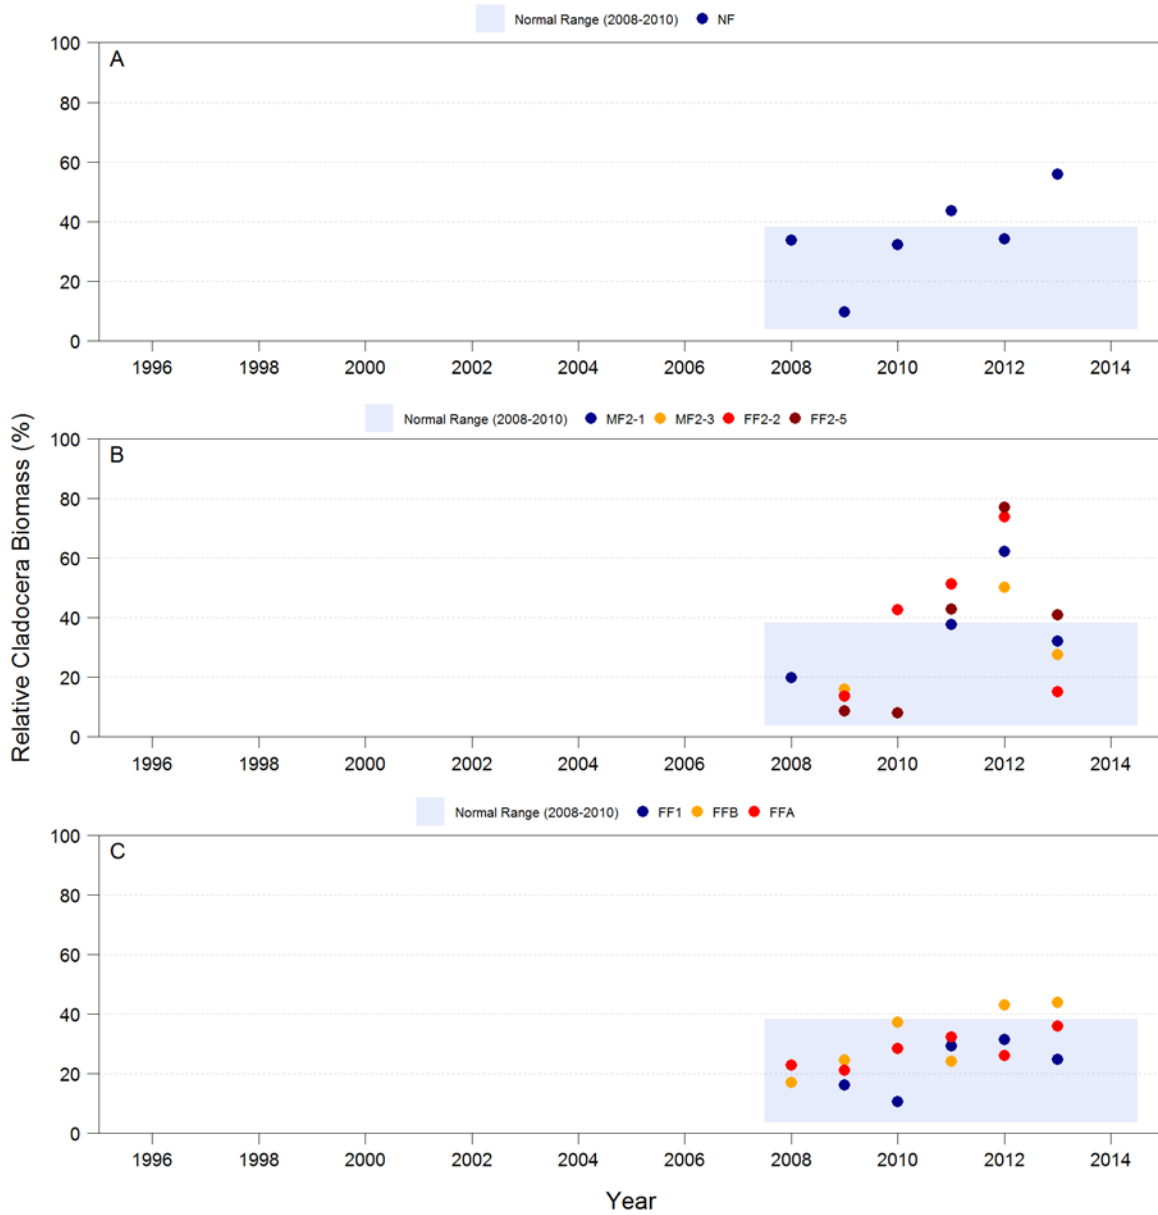 Normal Range (2008-2010) NF
A
100
80
60
40
20
0
1996 1998 2000 2002 2004 2006 2008 2010 2012 2014
Normal Range (2008-2010) MF2-1 MF2-3 FF2-2 FF2-5
B
100
80
60
40
20
0
1996 1998 2000 2002 2004 2006 2008 2010 2012 2014
Relative Cladocera Biomass (%)
Normal Range (2008-2010) FF1 FFB FFA
C
100
80
60
40
20
0
1996 1998 2000 2002 2004 2006 2008 2010 2012 2014
Year